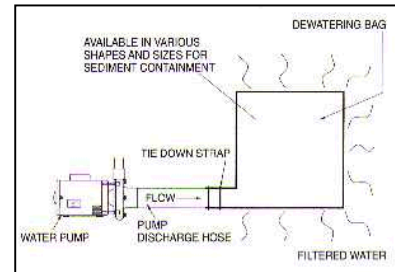 DEWATERING BAG
AVAILABLE IN VARIOUS
SHAPES AND SIZES FOR
SEDIMENT CONTAINMENT
TIE DOWN STRAP
FLOW
WATER PUMP
PUMP
DISCHARGE HOSE
FILTERED WATER